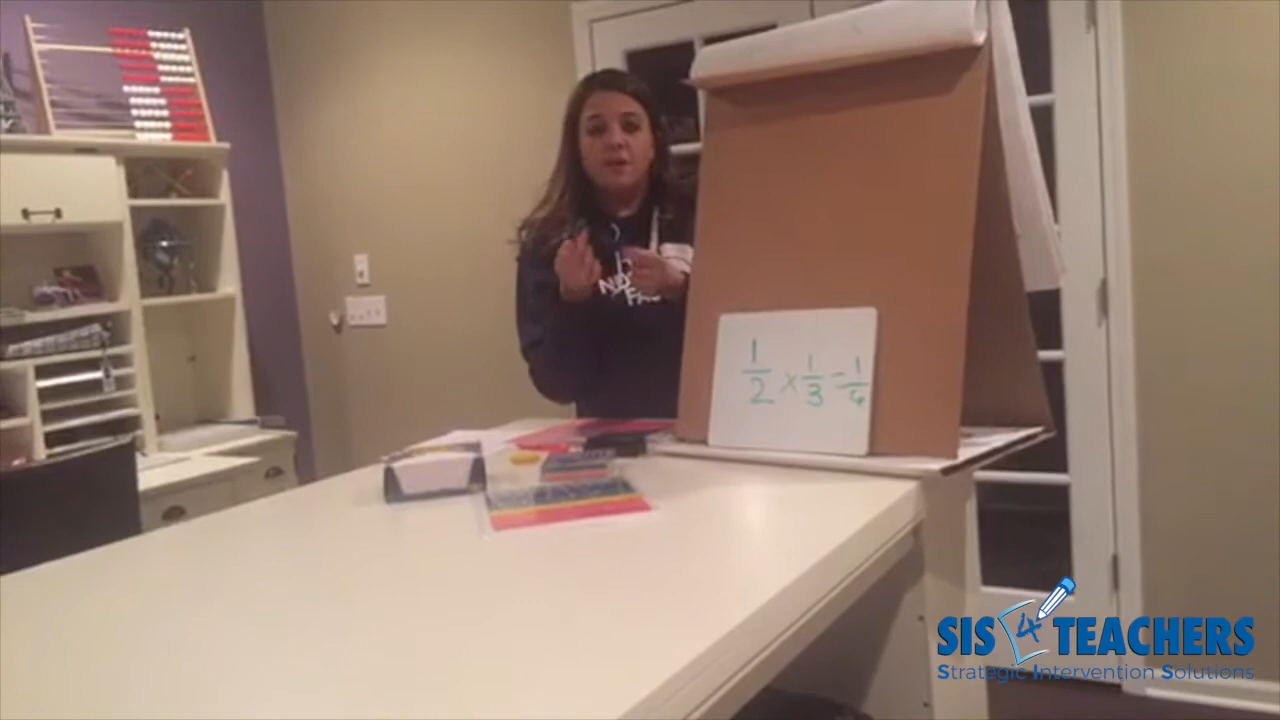 1/2 × 1/3 = 1/6
SIS 4 TEACHERS
Strategic Intervention Solutions